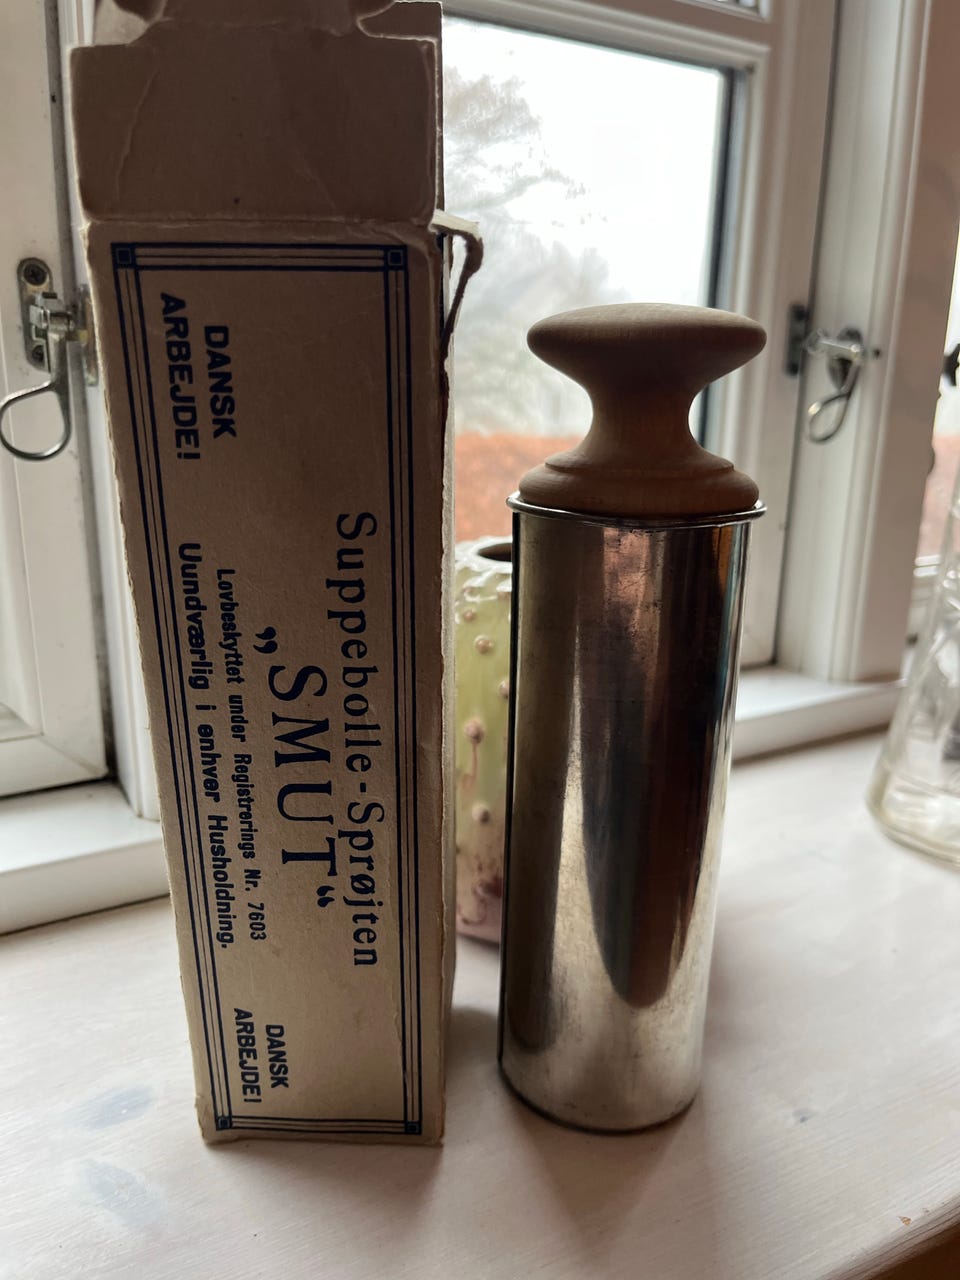 DANSK
ARBEJDE!
Suppebolle-Sprøjten
„SMUT“
Lovbeskyttet under Registrerings Nr. 7603
Uundværlig i enhver Husholdning.
DANSK
ARBEJDE!